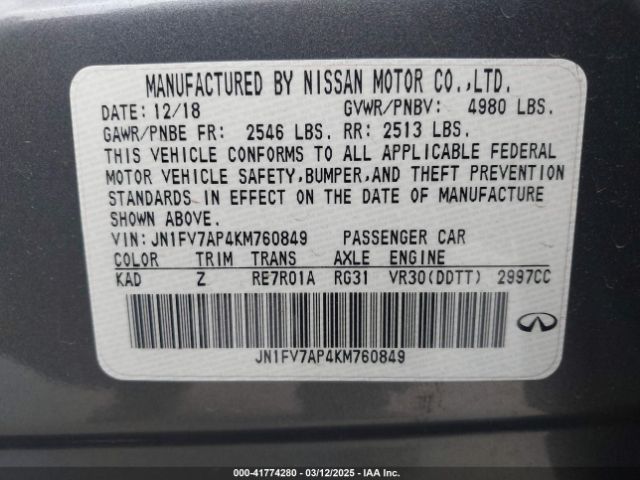 MANUFACTURED BY NISSAN MOTOR CO.,LTD.
DATE: 12/18 GVWR/PNBV: 4980 LBS.
GAWR/PNBE FR: 2546 LBS. RR: 2513 LBS.
THIS VEHICLE CONFORMS TO ALL APPLICABLE FEDERAL
MOTOR VEHICLE SAFETY,BUMPER,AND THEFT PREVENTION
STANDARDS IN EFFECT ON THE DATE OF MANUFACTURE
SHOWN ABOVE.
VIN: JN1FV7AP4KM760849 PASSENGER CAR
COLOR TRIM TRANS AXLE ENGINE
KAD Z RE7R01A RG31 VR30(DDTT) 2997CC
JN1FV7AP4KM760849
000-41774280 - 03/12/2025 - IAA Inc.